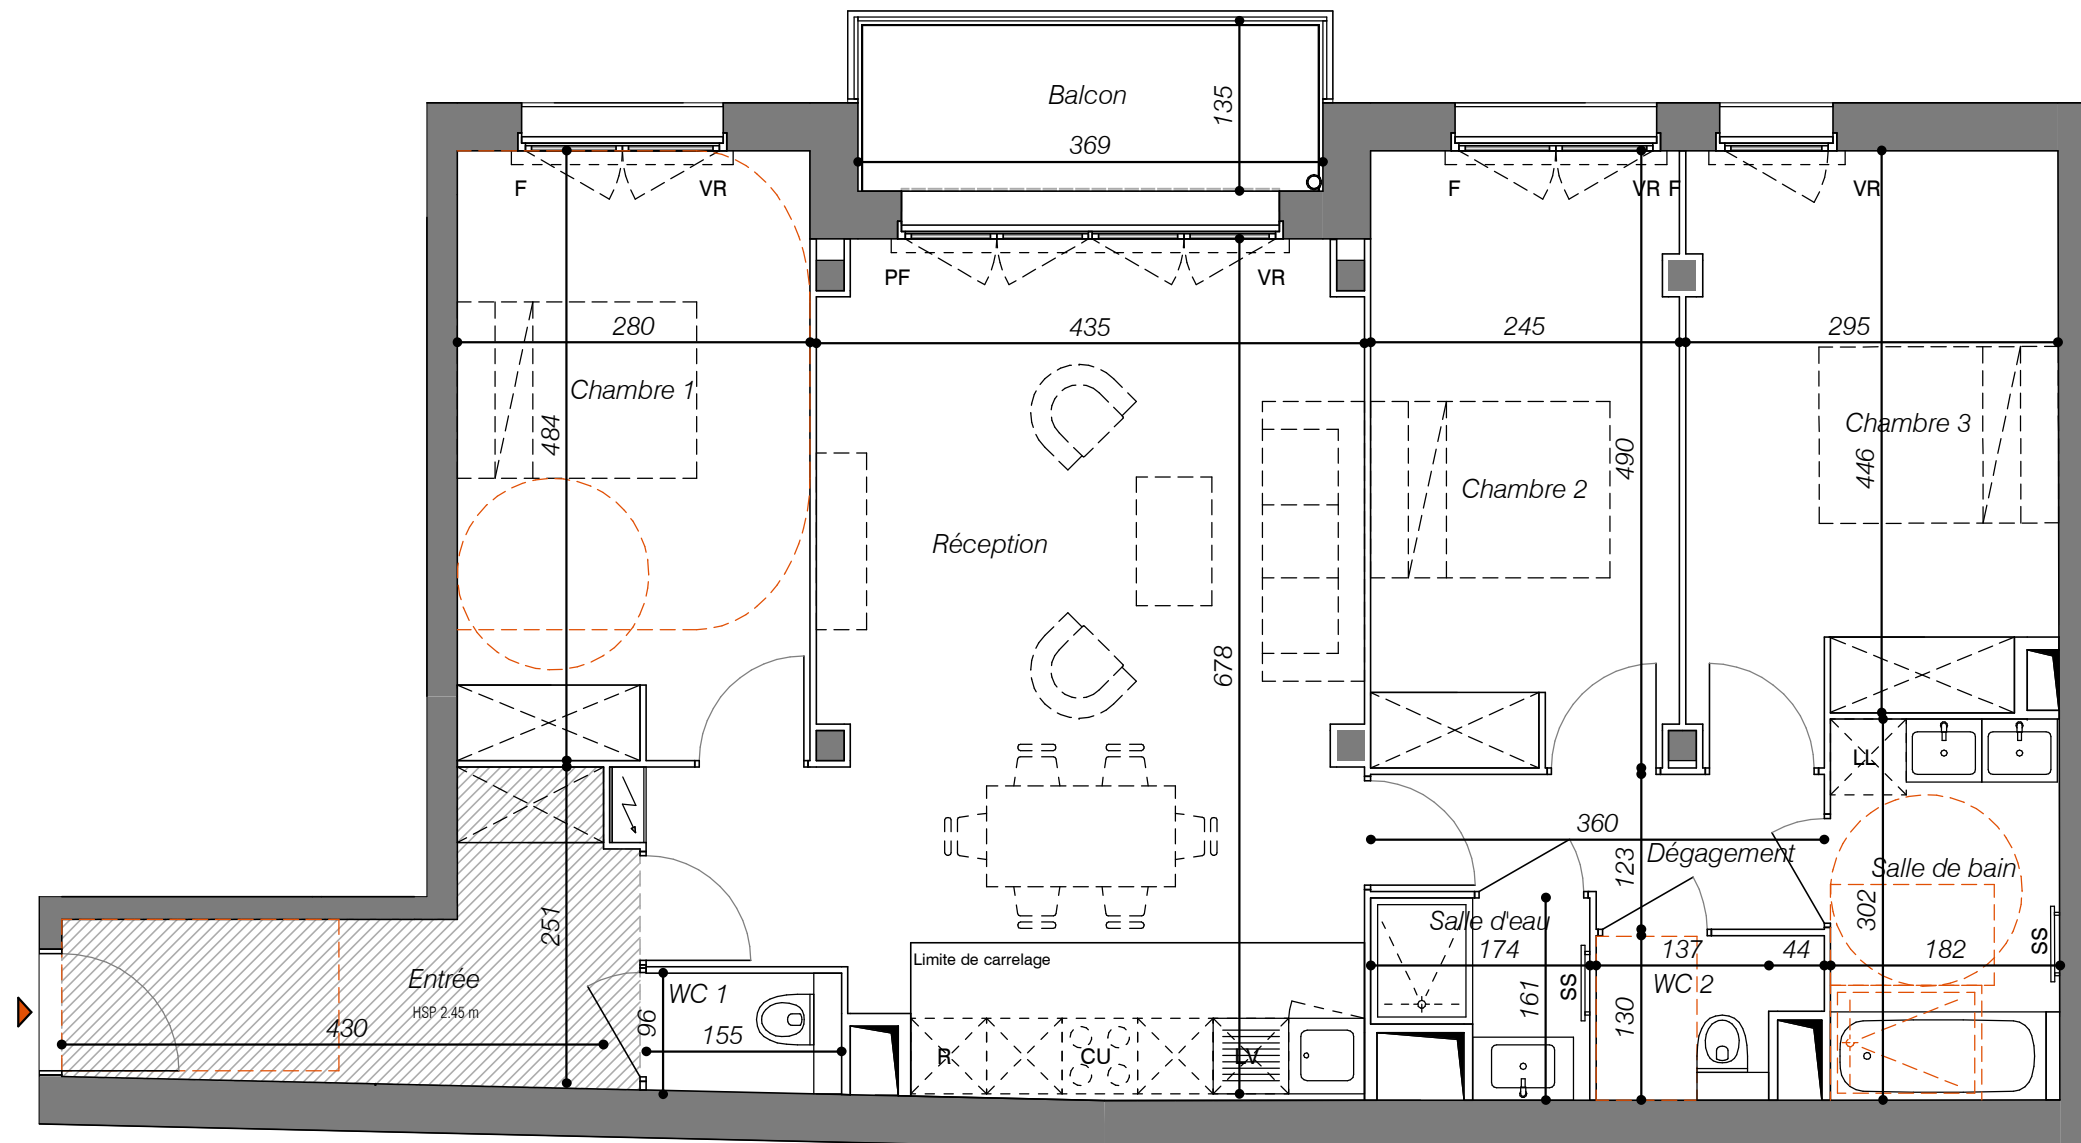 Balcon
135
369
F
VR
F
VR
F
VR
PF
VR
280
435
245
295
Chambre 1
484
Chambre 2
490
Chambre 3
446
Réception
678
360
123
Dégagement
LL
Salle de bain
302
Salle d'eau
174
137
44
182
SS
SS
161
WC 2
130
251
Entrée
HSP 2.45 m
430
WC 1
96
155
Limite de carrelage
R
CU
LV